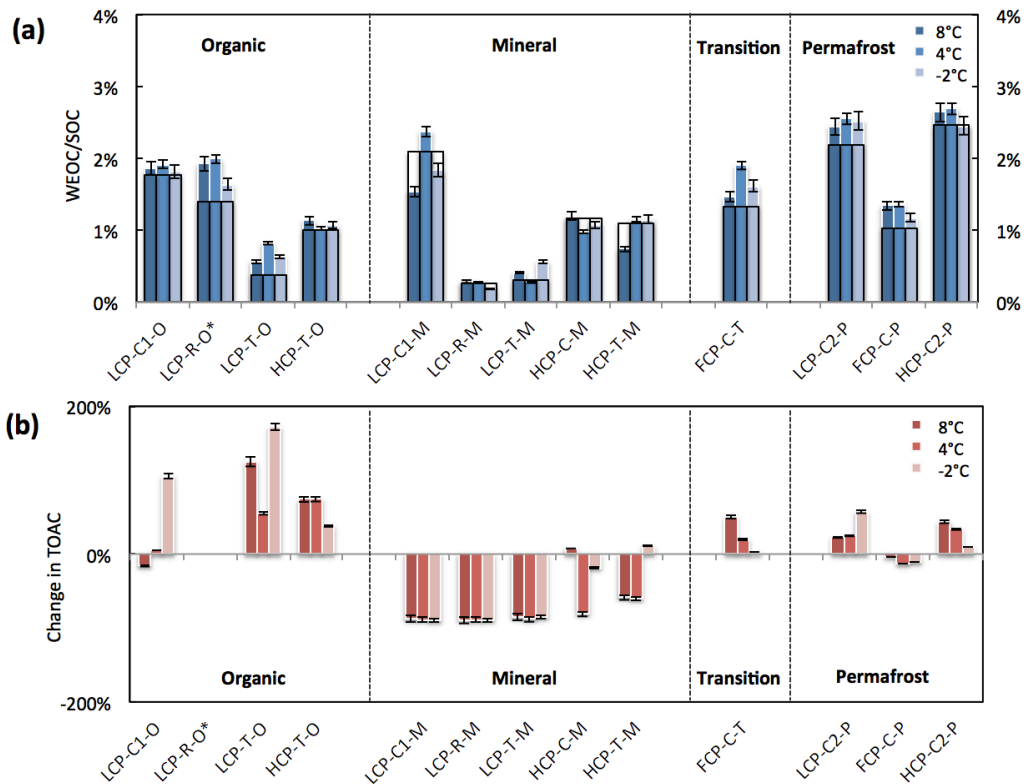 (a)
4%
3%
2%
1%
0%
WEOC/SOC
Organic
Mineral
Transition
Permafrost
8°C
4°C
-2°C
4%
3%
2%
1%
0%
LCP-C1-O
LCP-R-O*
LCP-T-O
HCP-T-O
LCP-C1-M
LCP-R-M
LCP-T-M
HCP-C-M
HCP-T-M
FCP-C-T
LCP-C2-P
FCP-C-P
HCP-C2-P
(b)
200%
0%
-200%
Change in TOAC
8°C
4°C
-2°C
Organic
Mineral
Transition
Permafrost
LCP-C1-O
LCP-R-O*
LCP-T-O
HCP-T-O
LCP-C1-M
LCP-R-M
LCP-T-M
HCP-C-M
HCP-T-M
FCP-C-T
LCP-C2-P
FCP-C-P
HCP-C2-P